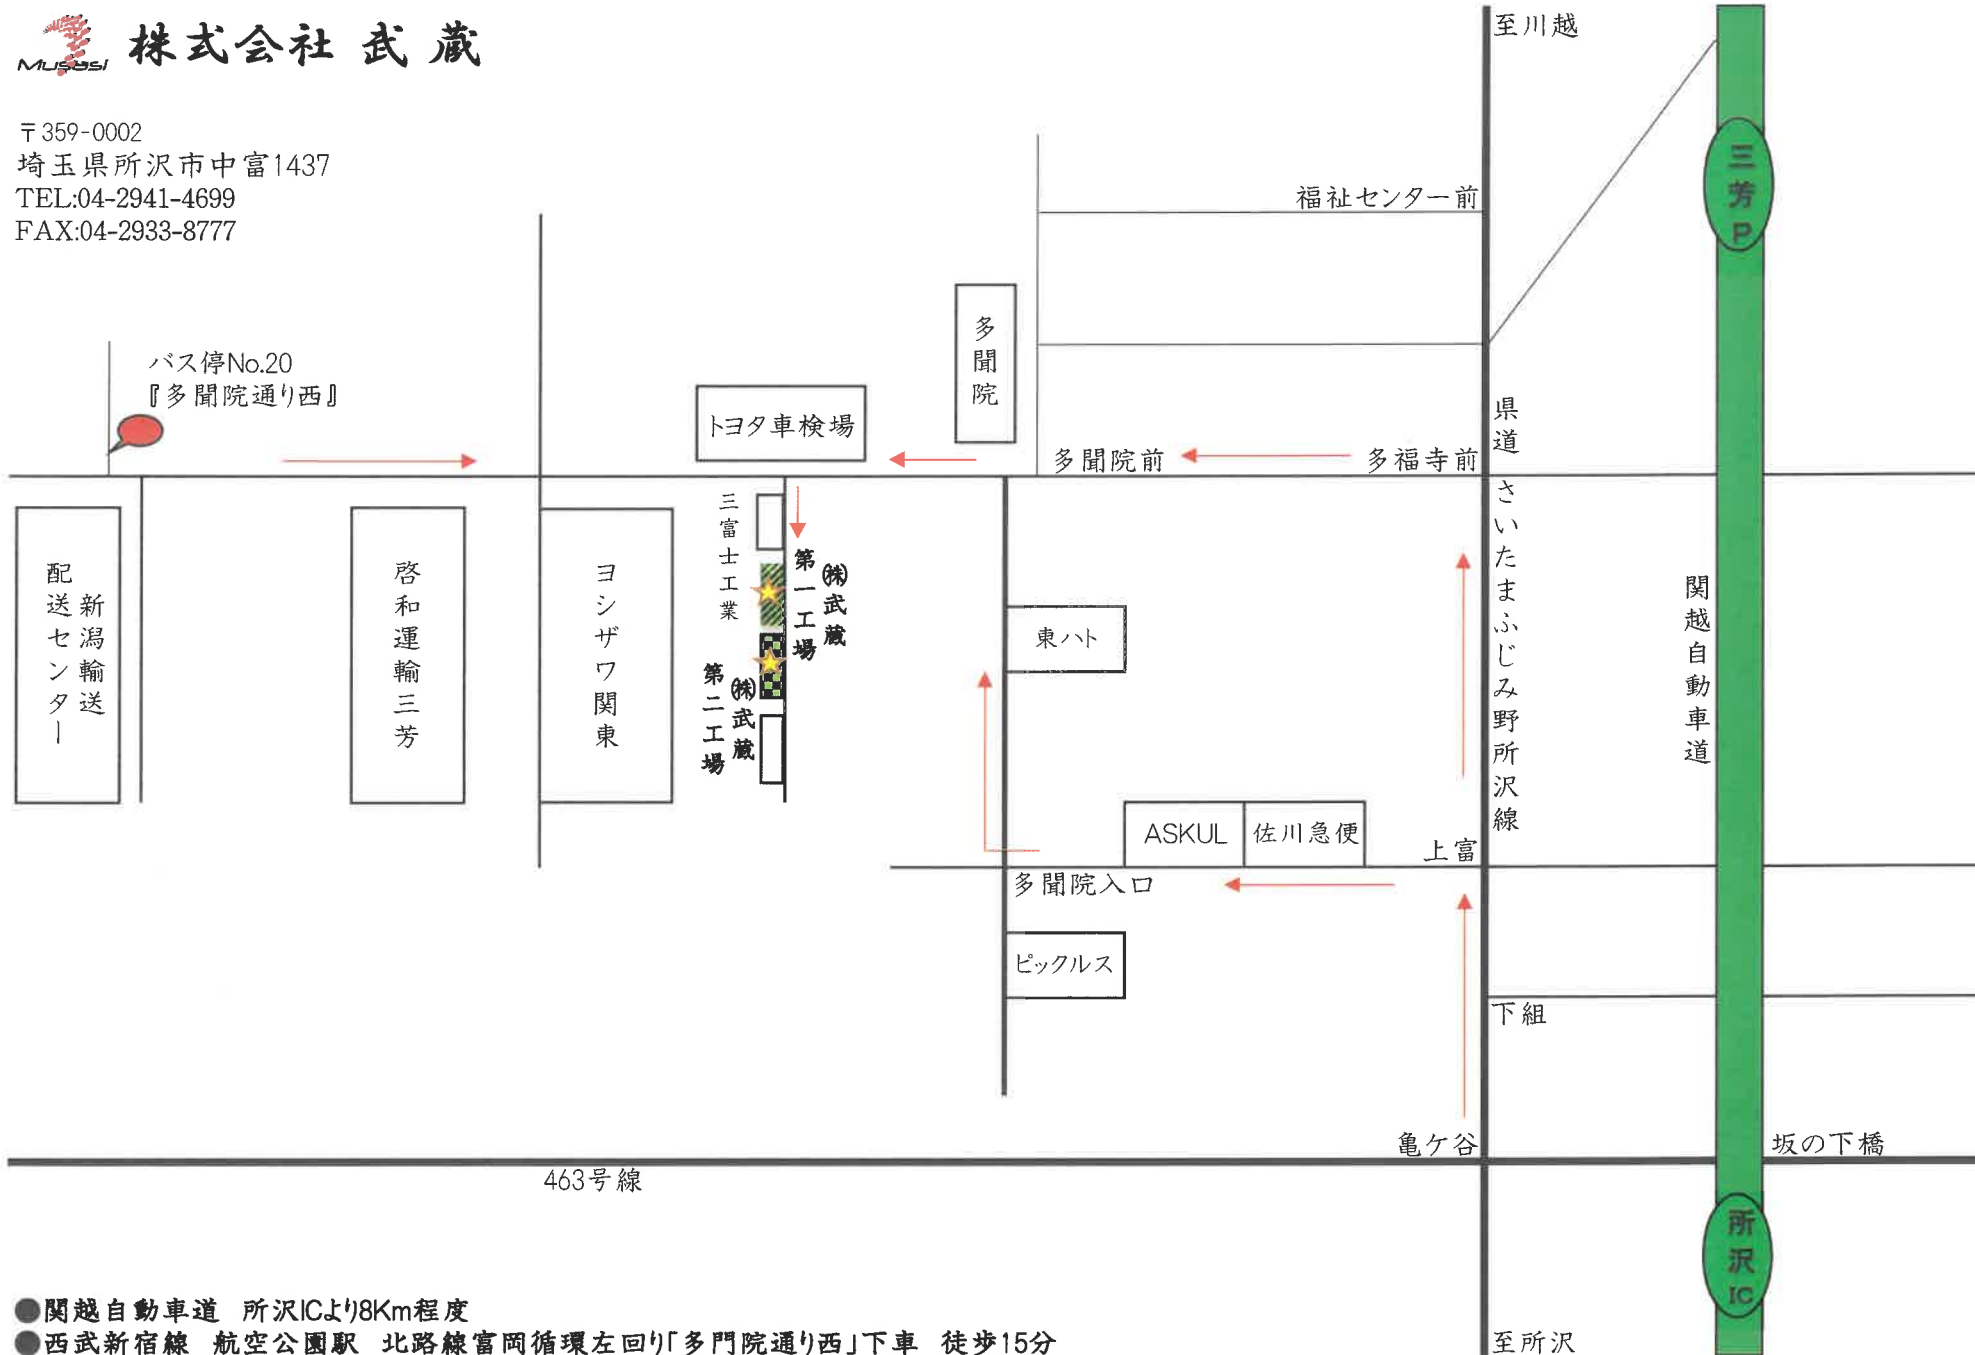 Musasi
株式会社 武蔵
〒359-0002
埼玉県所沢市中富1437
TEL:04-2941-4699
FAX:04-2933-8777
至川越
三芳P
福祉センター前
多聞院
バス停No.20
『多聞院通り西』
トヨタ車検場
多聞院前
多福寺前
県道
さいたまふじみ野所沢線
関越自動車道
新潟輸送
配送センター
啓和運輸三芳
ヨシザワ関東
三富士工業
㈱武蔵
第一工場
㈱武蔵
第二工場
東ハト
ASKUL
佐川急便
上富
多聞院入口
ピックルス
下組
亀ケ谷
坂の下橋
463号線
所沢IC
至所沢
●関越自動車道 所沢ICより8Km程度
●西武新宿線 航空公園駅 北路線富岡循環左回り｢多門院通り西｣下車 徒歩15分